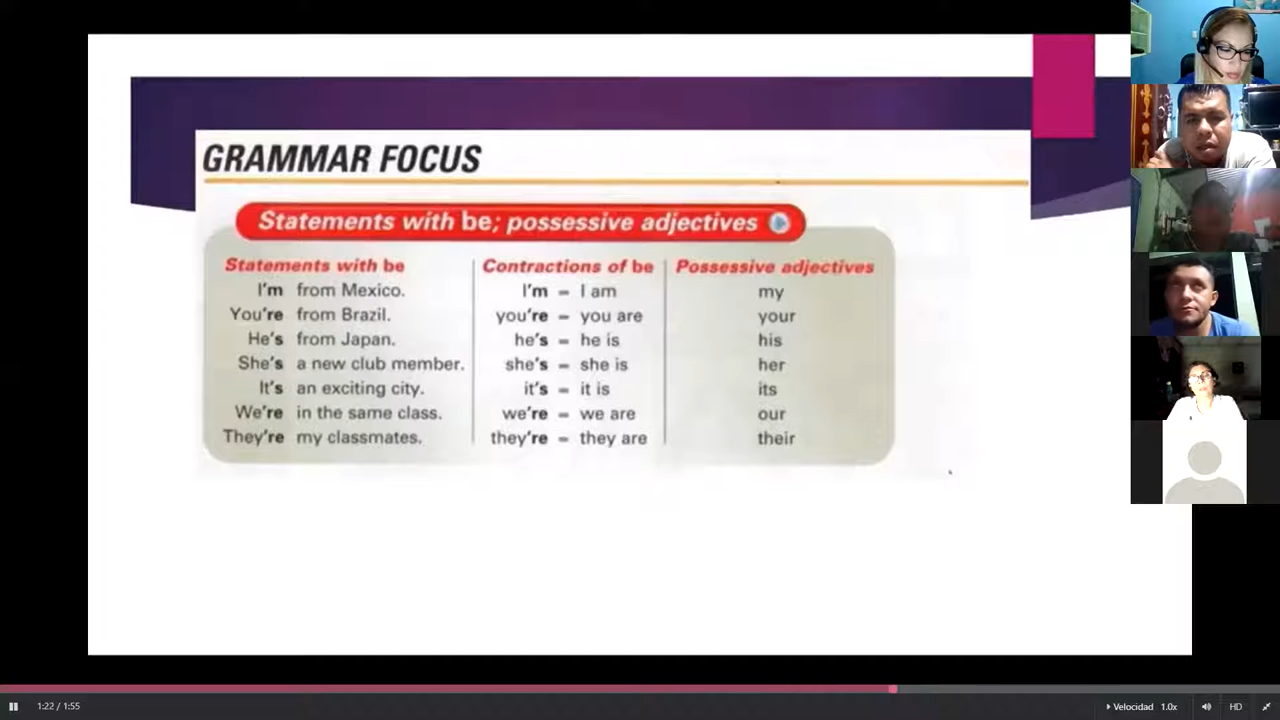 GRAMMAR FOCUS
Statements with be; possessive adjectives
Statements with be Contractions of be Possessive adjectives
I'm from Mexico. I'm = I am my
You're from Brazil. you're = you are your
He's from Japan. he's = he is his
She's a new club member. she's = she is her
It's an exciting city. it's = it is its
We're in the same class. we're = we are our
They're my classmates. they're = they are their
1:22 / 1:55 Velocidad 1.0x HD